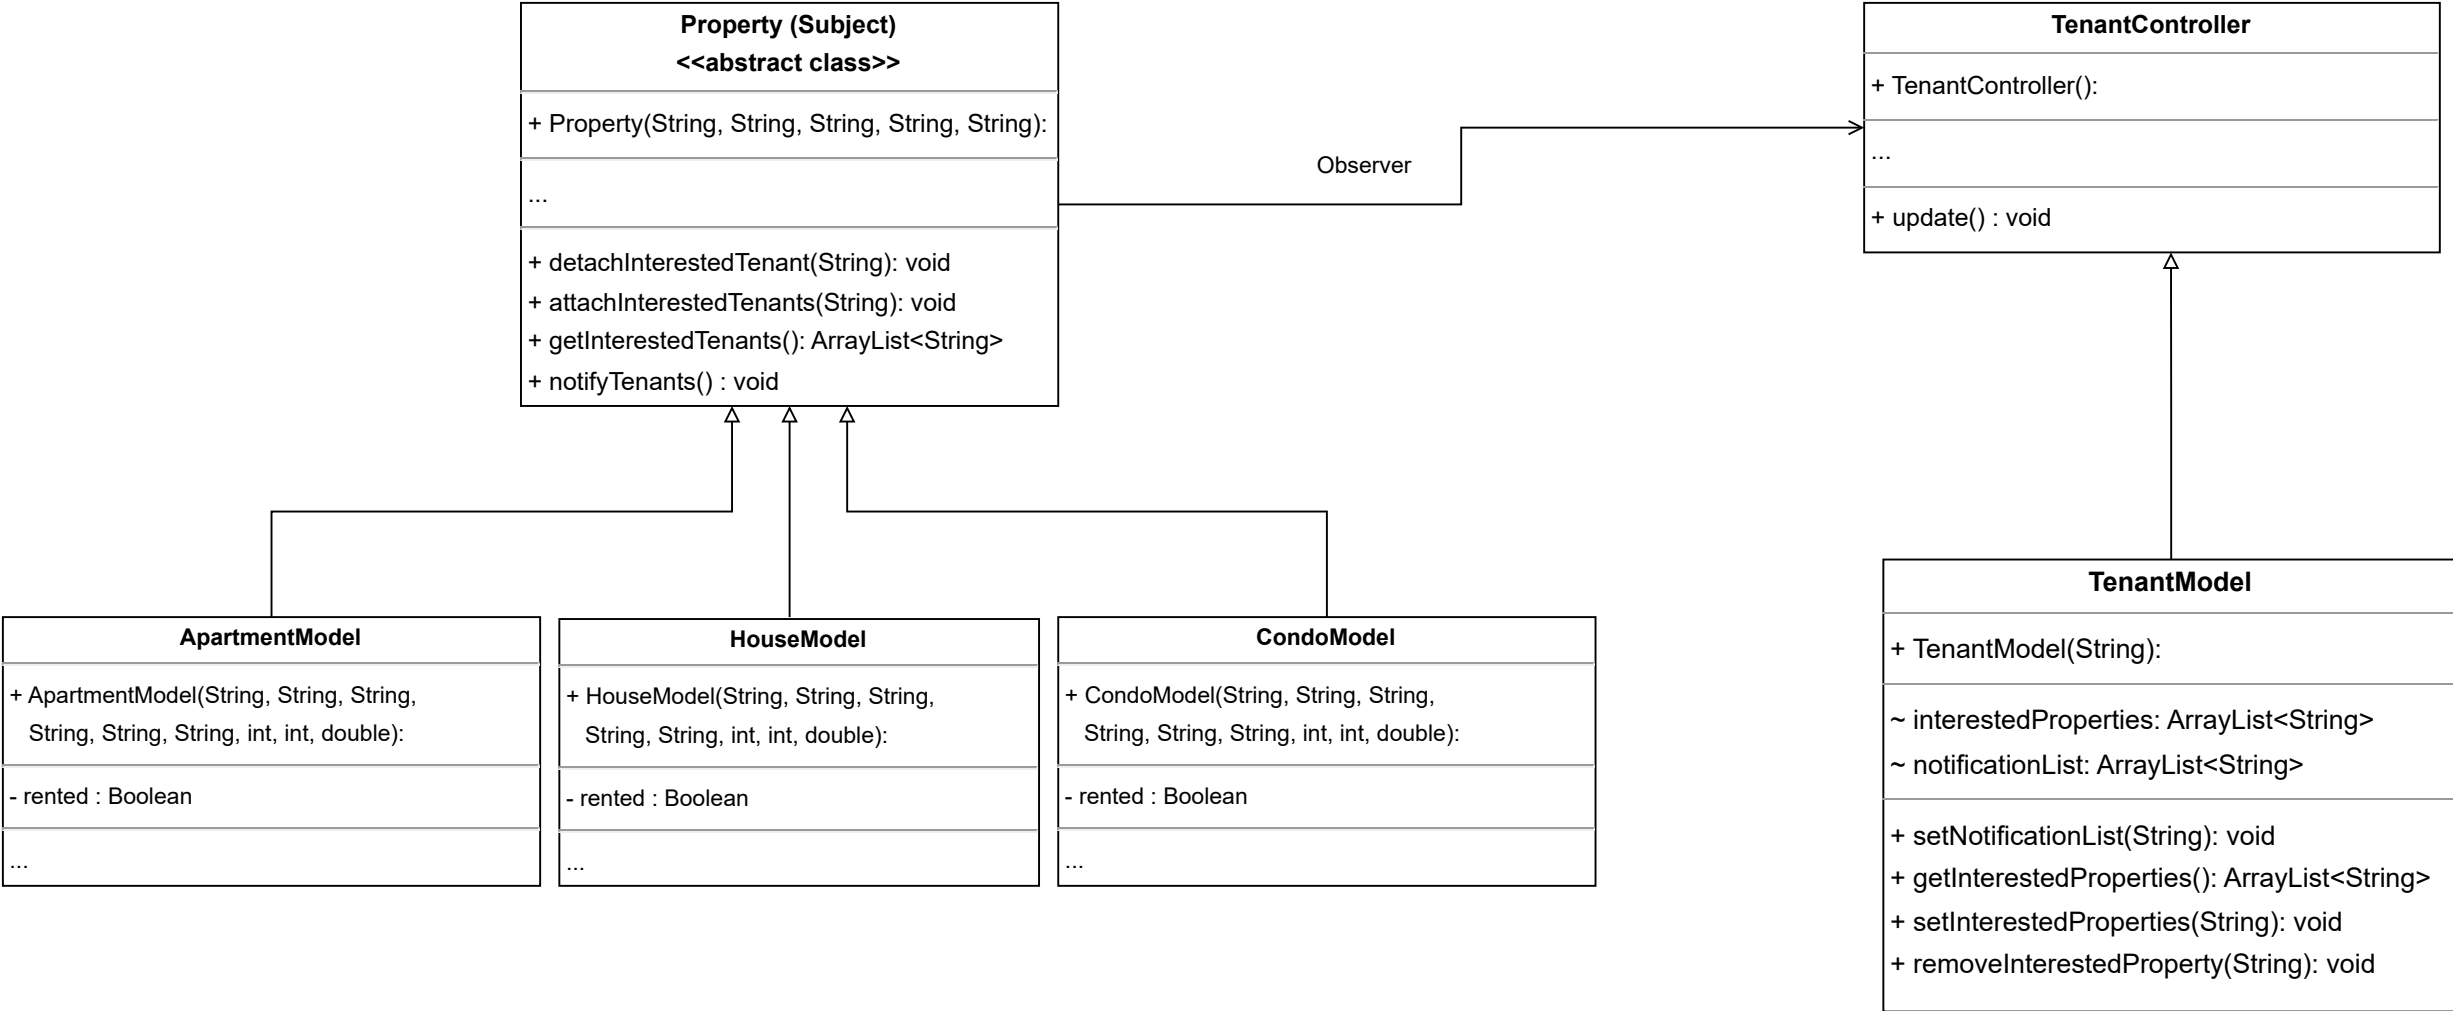 Property (Subject)
<<abstract class>>
+ Property(String, String, String, String, String):
...
+ detachInterestedTenant(String): void
+ attachInterestedTenants(String): void
+ getInterestedTenants(): ArrayList<String>
+ notifyTenants() : void
Observer
TenantController
+ TenantController():
...
+ update() : void
ApartmentModel
+ ApartmentModel(String, String, String,
String, String, String, int, int, double):
- rented : Boolean
...
HouseModel
+ HouseModel(String, String, String,
String, String, int, int, double):
- rented : Boolean
...
CondoModel
+ CondoModel(String, String, String,
String, String, String, int, int, double):
- rented : Boolean
...
TenantModel
+ TenantModel(String):
~ interestedProperties: ArrayList<String>
~ notificationList: ArrayList<String>
+ setNotificationList(String): void
+ getInterestedProperties(): ArrayList<String>
+ setInterestedProperties(String): void
+ removeInterestedProperty(String): void